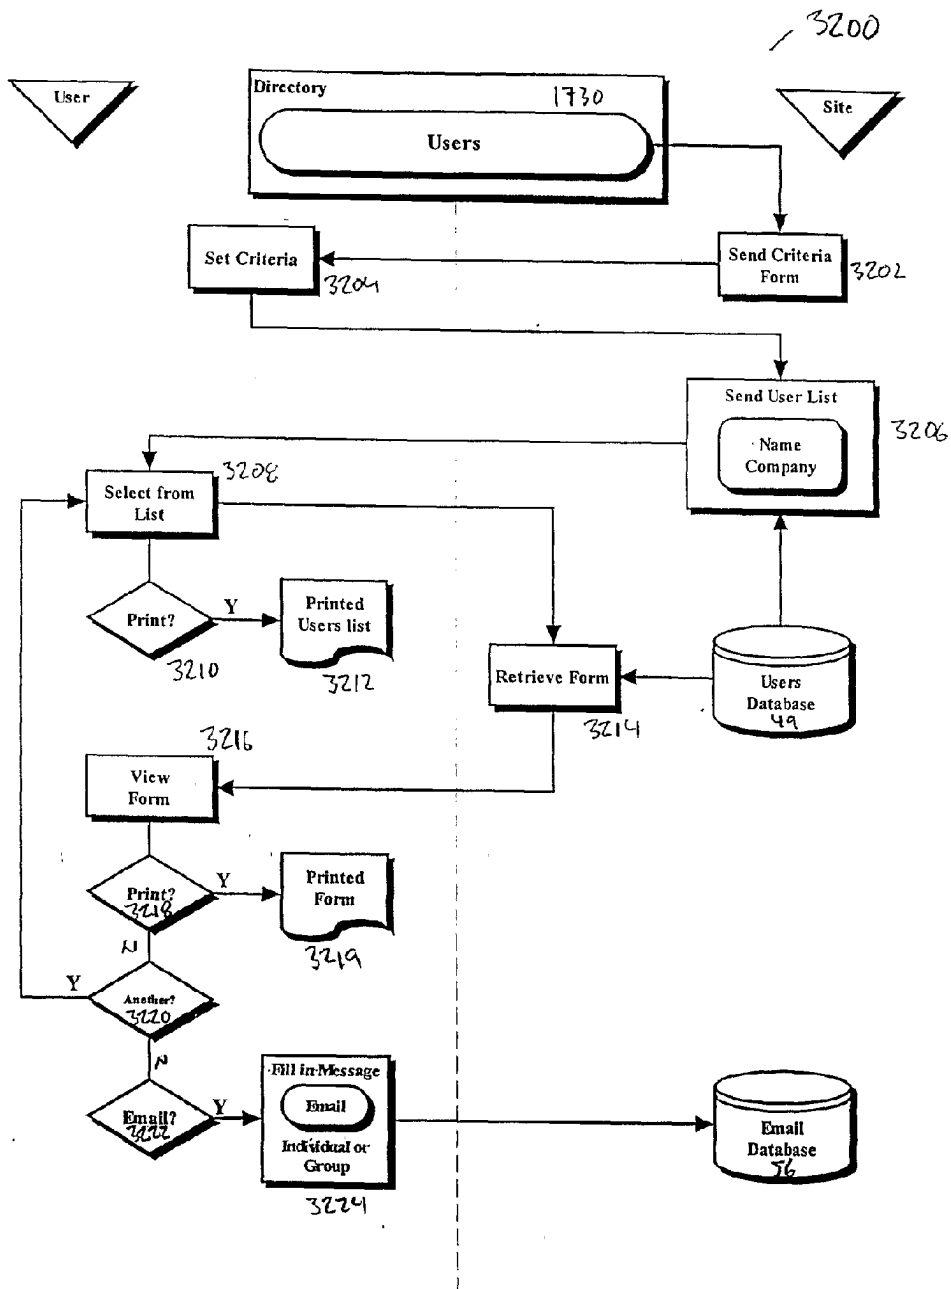 3200
User
Directory
1730
Users
Site
Set Criteria
3204
Send Criteria
Form
3202
Send User List
Name
Company
3206
3208
Select from
List
Print?
Y
3210
Printed
Users list
3212
Retrieve Form
3214
Users
Database
49
3216
View
Form
Print?
3218
Y
Printed
Form
3219
N
Y
Another?
3220
N
Email?
3222
Y
Fill in Message
Email
Individual or
Group
3224
Email
Database
56